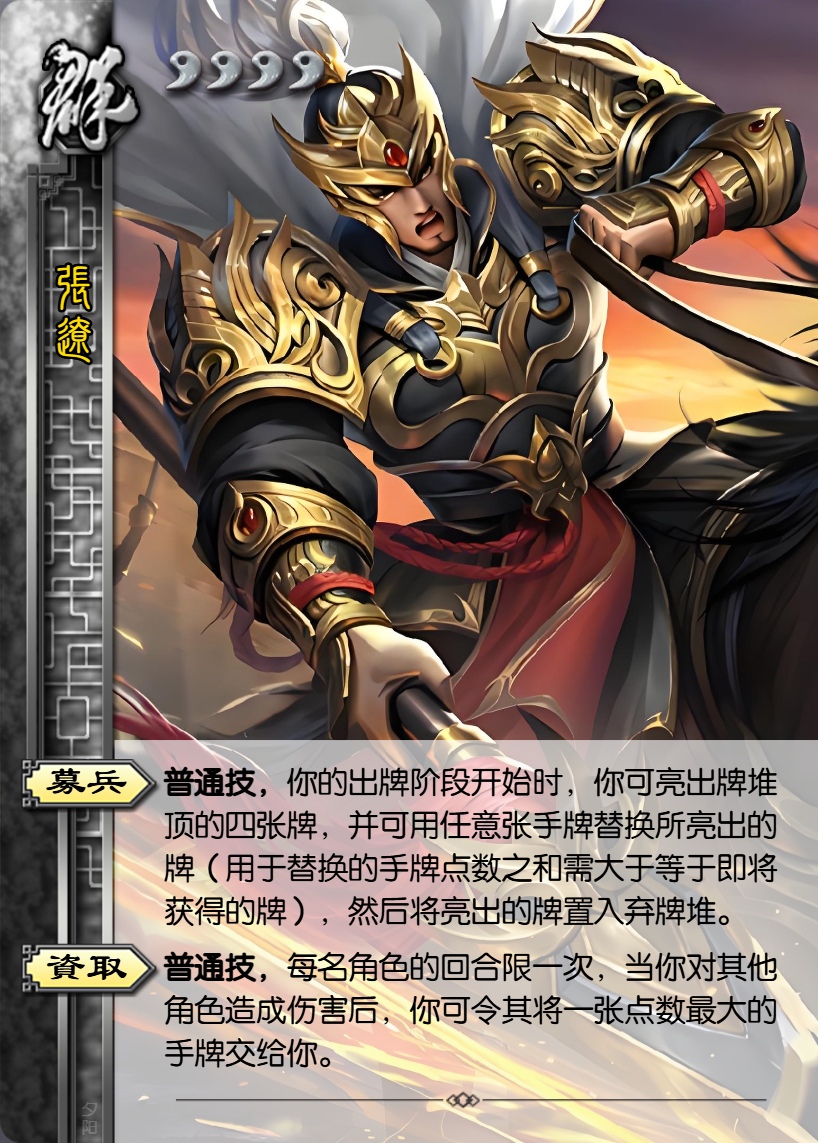 群
張遼
募兵
普通技，你的出牌阶段开始时，你可亮出牌堆
顶的四张牌，并可用任意张手牌替换所亮出的
牌（用于替换的手牌点数之和需大于等于即将
获得的牌），然后将亮出的牌置入弃牌堆。
資取
普通技，每名角色的回合限一次，当你对其他
角色造成伤害后，你可令其将一张点数最大的
手牌交给你。
夕阳